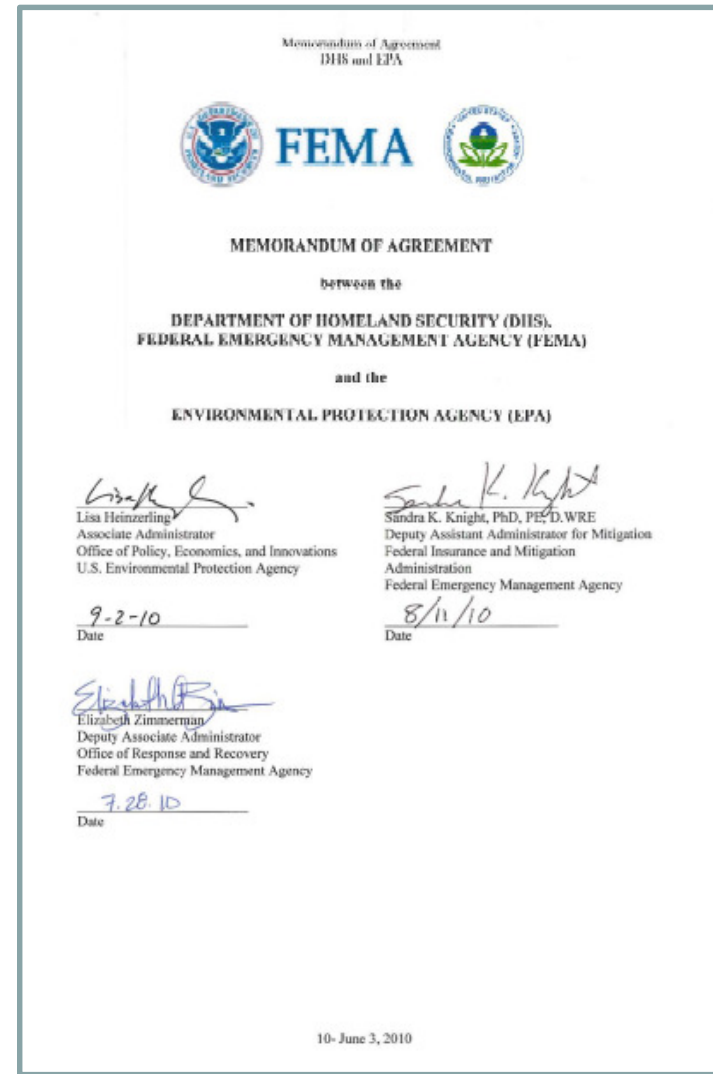 Memorandum of Agreement
DHS and EPA
FEMA
MEMORANDUM OF AGREEMENT
between the
DEPARTMENT OF HOMELAND SECURITY (DHS),
FEDERAL EMERGENCY MANAGEMENT AGENCY (FEMA)
and the
ENVIRONMENTAL PROTECTION AGENCY (EPA)
Lisa Heinzerling
Associate Administrator
Office of Policy, Economics, and Innovations
U.S. Environmental Protection Agency
9-2-10
Date
Sandra K. Knight
Sandra K. Knight, PhD, PE, D.WRE
Deputy Assistant Administrator for Mitigation
Federal Insurance and Mitigation
Administration
Federal Emergency Management Agency
8/11/10
Date
Elizabeth Zimmerman
Deputy Associate Administrator
Office of Response and Recovery
Federal Emergency Management Agency
7.28.10
Date
10- June 3, 2010